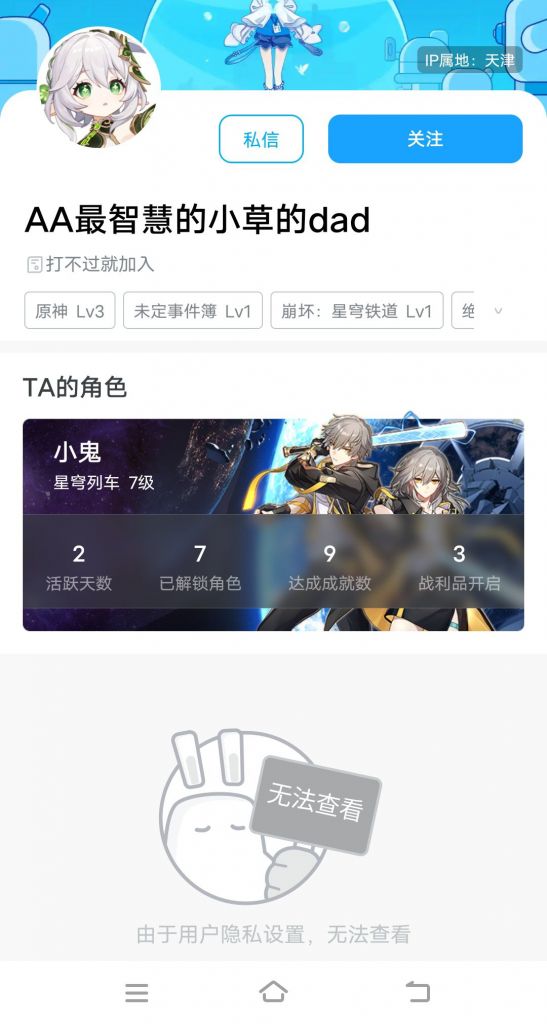 IP属地：天津
私信
关注
AA最智慧的小草的dad
打不过就加入
原神 Lv3 未定事件簿 Lv1 崩坏：星穹铁道 Lv1 绝
TA的角色
小鬼
星穹列车 7级
2 7 9 3
活跃天数 已解锁角色 达成成就数 战利品开启
无法查看
由于用户隐私设置，无法查看